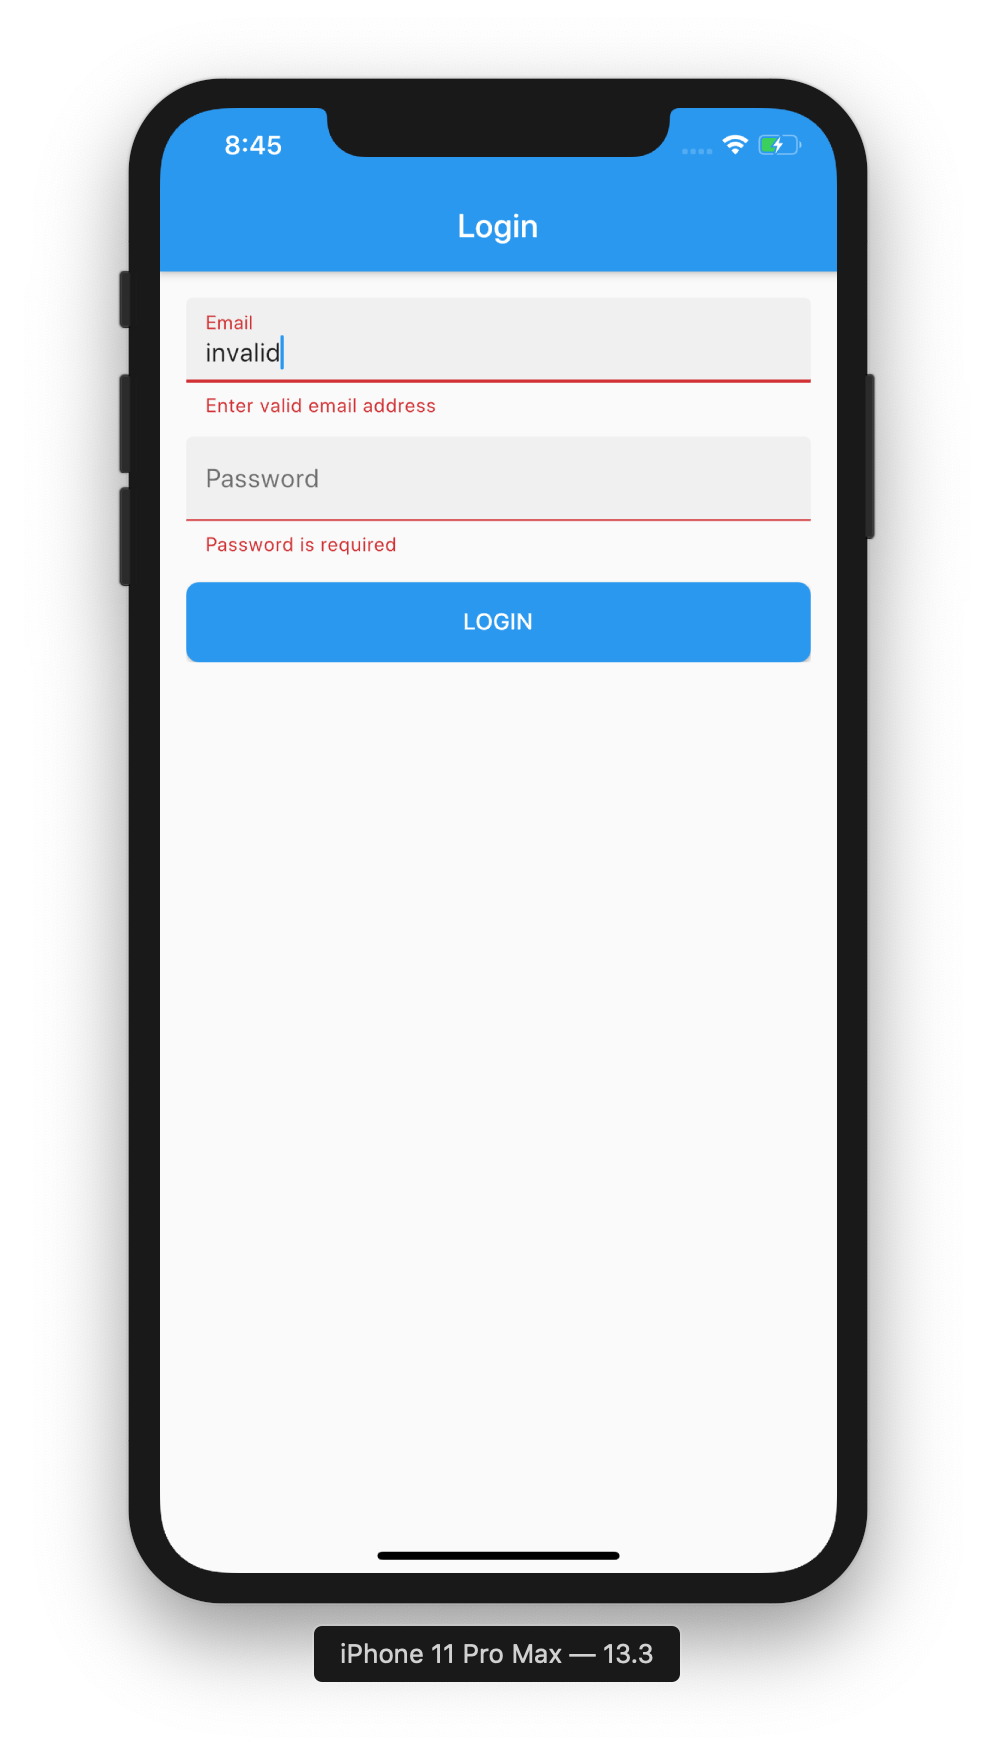 8:45
Login
Email
invalid
Enter valid email address
Password
Password is required
LOGIN
iPhone 11 Pro Max — 13.3